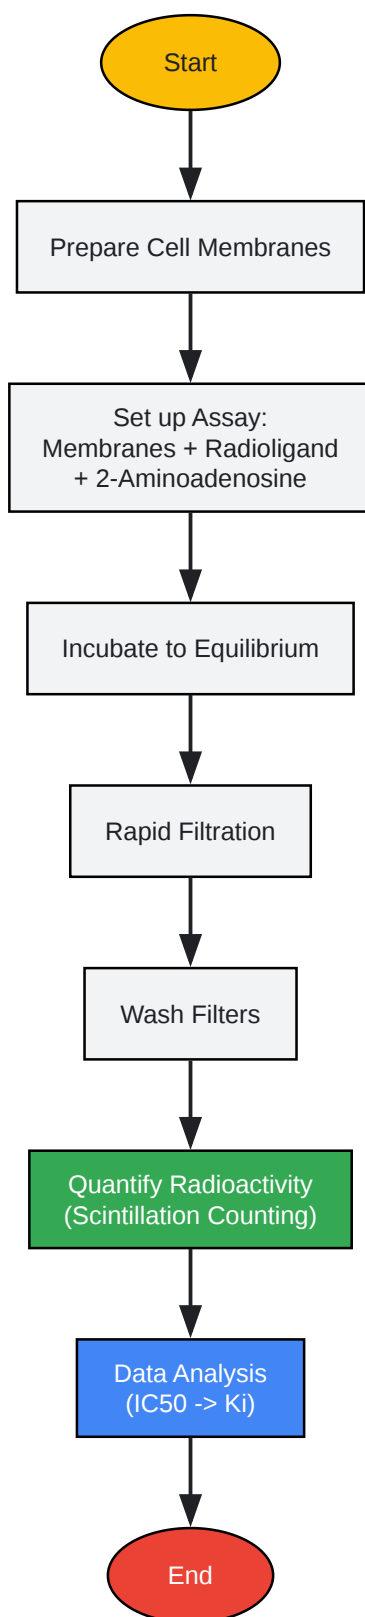 Start
Prepare Cell Membranes
Set up Assay:
Membranes + Radioligand
+ 2-Aminoadenosine
Incubate to Equilibrium
Rapid Filtration
Wash Filters
Quantify Radioactivity
(Scintillation Counting)
Data Analysis
(IC50 -> Ki)
End